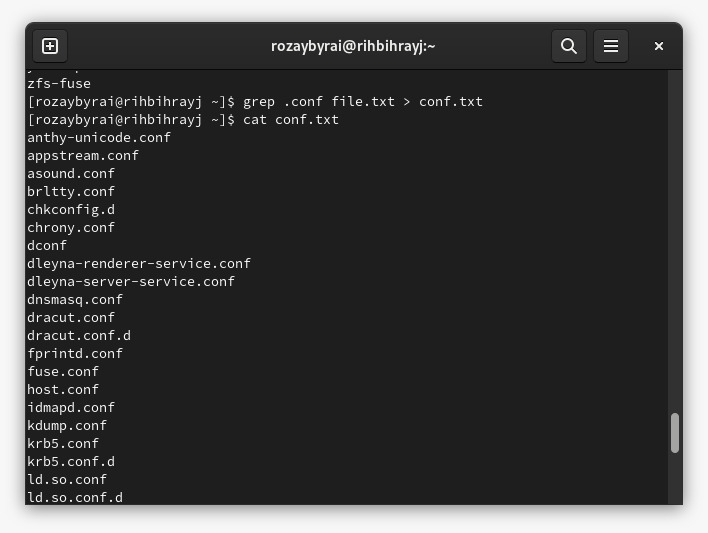 rozaybyrai@rihbihrayj:~
zfs-fuse
[rozaybyrai@rihbihrayj ~]$ grep .conf file.txt > conf.txt
[rozaybyrai@rihbihrayj ~]$ cat conf.txt
anthy-unicode.conf
appstream.conf
asound.conf
brltty.conf
chkconfig.d
chrony.conf
dconf
dleyna-renderer-service.conf
dleyna-server-service.conf
dnsmasq.conf
dracut.conf
dracut.conf.d
fprintd.conf
fuse.conf
host.conf
idmapd.conf
kdump.conf
krb5.conf
krb5.conf.d
ld.so.conf
ld.so.conf.d